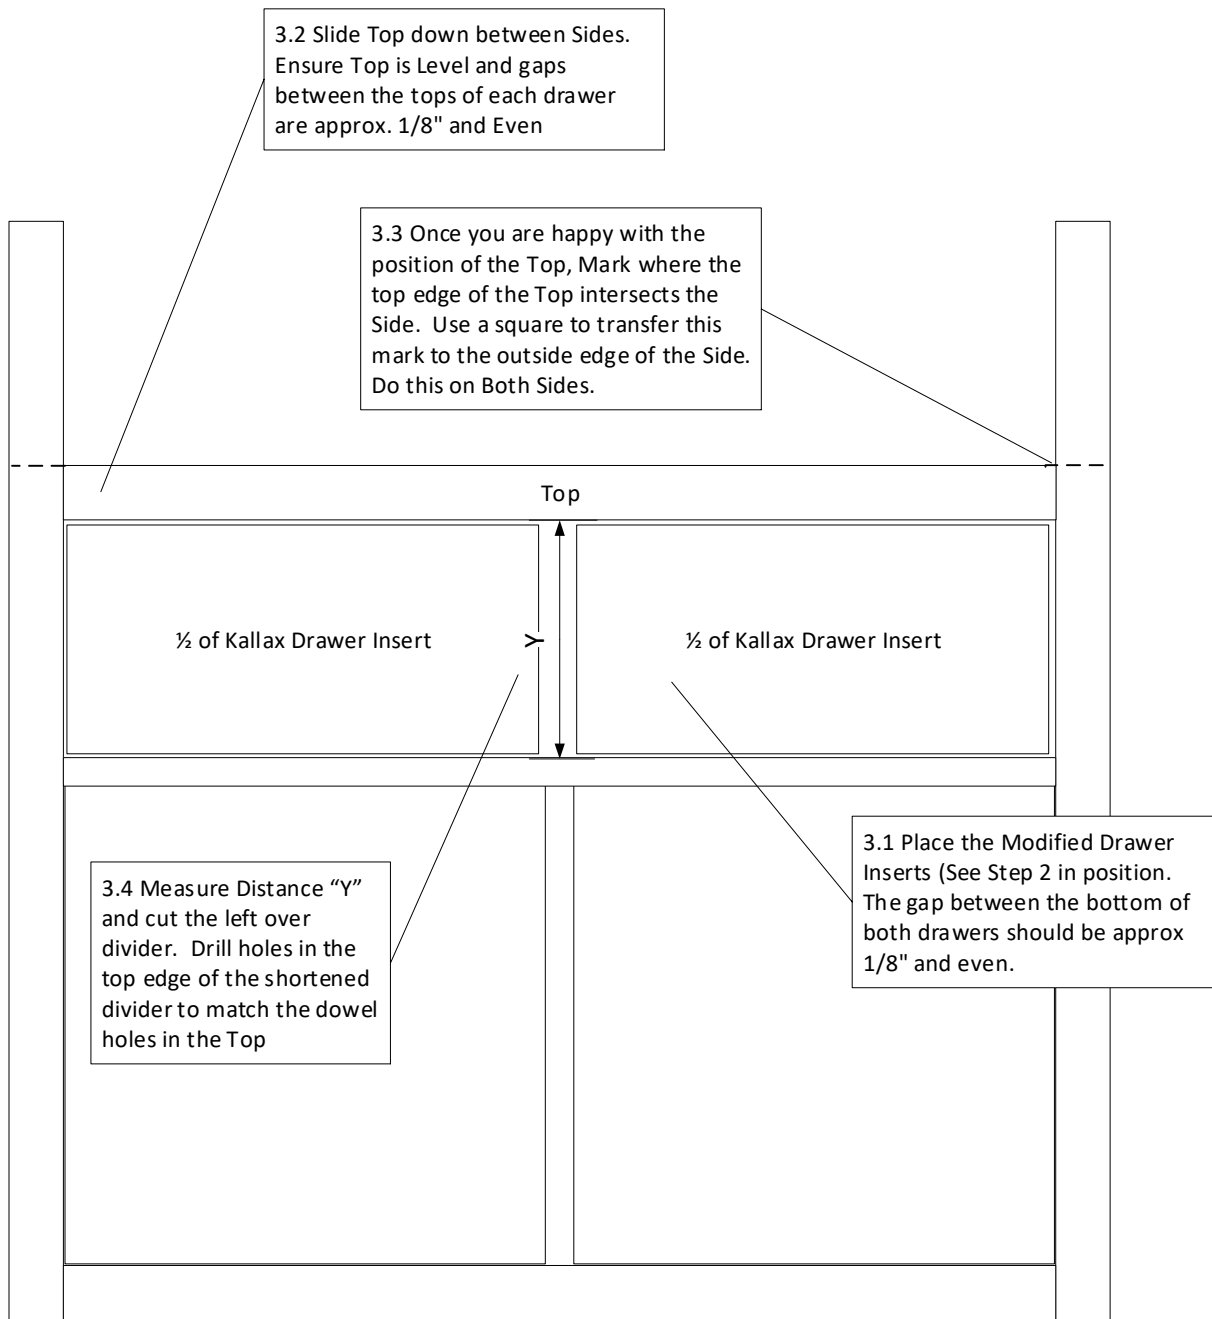 3.2 Slide Top down between Sides.
Ensure Top is Level and gaps
between the tops of each drawer
are approx. 1/8" and Even
3.3 Once you are happy with the
position of the Top, Mark where the
top edge of the Top intersects the
Side.  Use a square to transfer this
mark to the outside edge of the Side.
Do this on Both Sides.
Top
½ of Kallax Drawer Insert
Y
½ of Kallax Drawer Insert
3.4 Measure Distance “Y”
and cut the left over
divider.  Drill holes in the
top edge of the shortened
divider to match the dowel
holes in the Top
3.1 Place the Modified Drawer
Inserts (See Step 2 in position.
The gap between the bottom of
both drawers should be approx
1/8" and even.